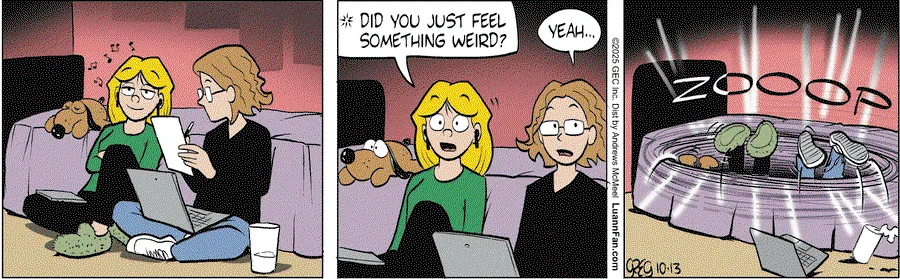 DID YOU JUST FEEL
SOMETHING WEIRD?
YEAH...
©2025 GEC Inc. Dist by Andrews McMeel LuannFan.com
ZOOOP
GREG 10-13